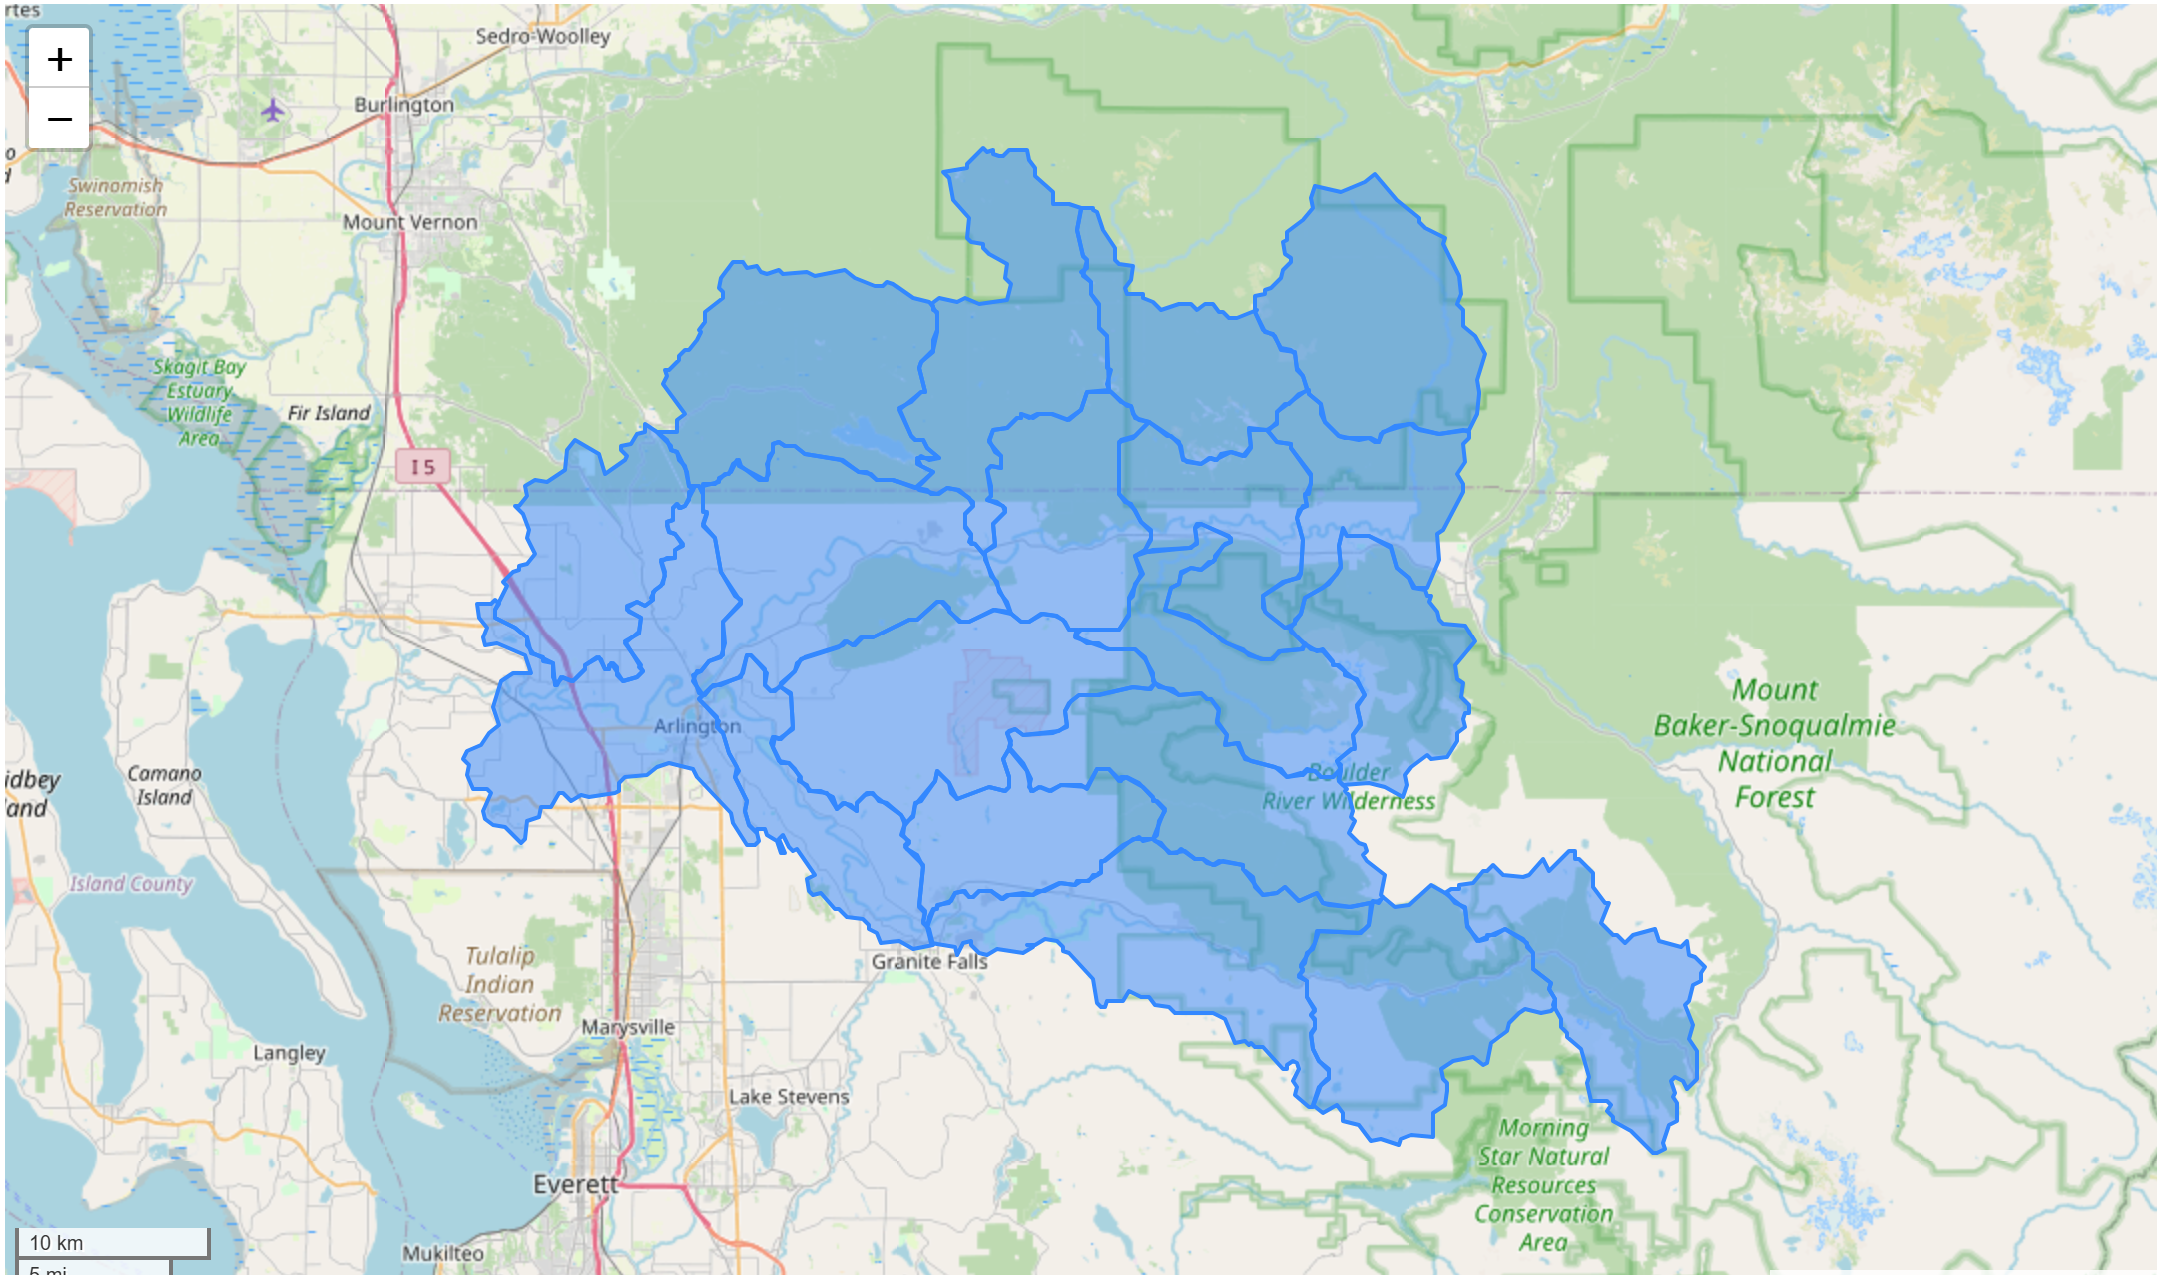 rtes
+
−
Sedro-Woolley
Burlington
Swinomish
Reservation
Mount Vernon
Skagit Bay
Estuary
Wildlife
Area
Fir Island
I 5
Arlington
idbey
land
Camano
Island
Mount
Baker-Snoqualmie
National
Forest
Boulder
River Wilderness
Island County
Tulalip
Indian
Reservation
Granite Falls
Marysville
Langley
Lake Stevens
Morning
Star Natural
Resources
Conservation
Area
Everett
Mukilteo
10 km
5 mi